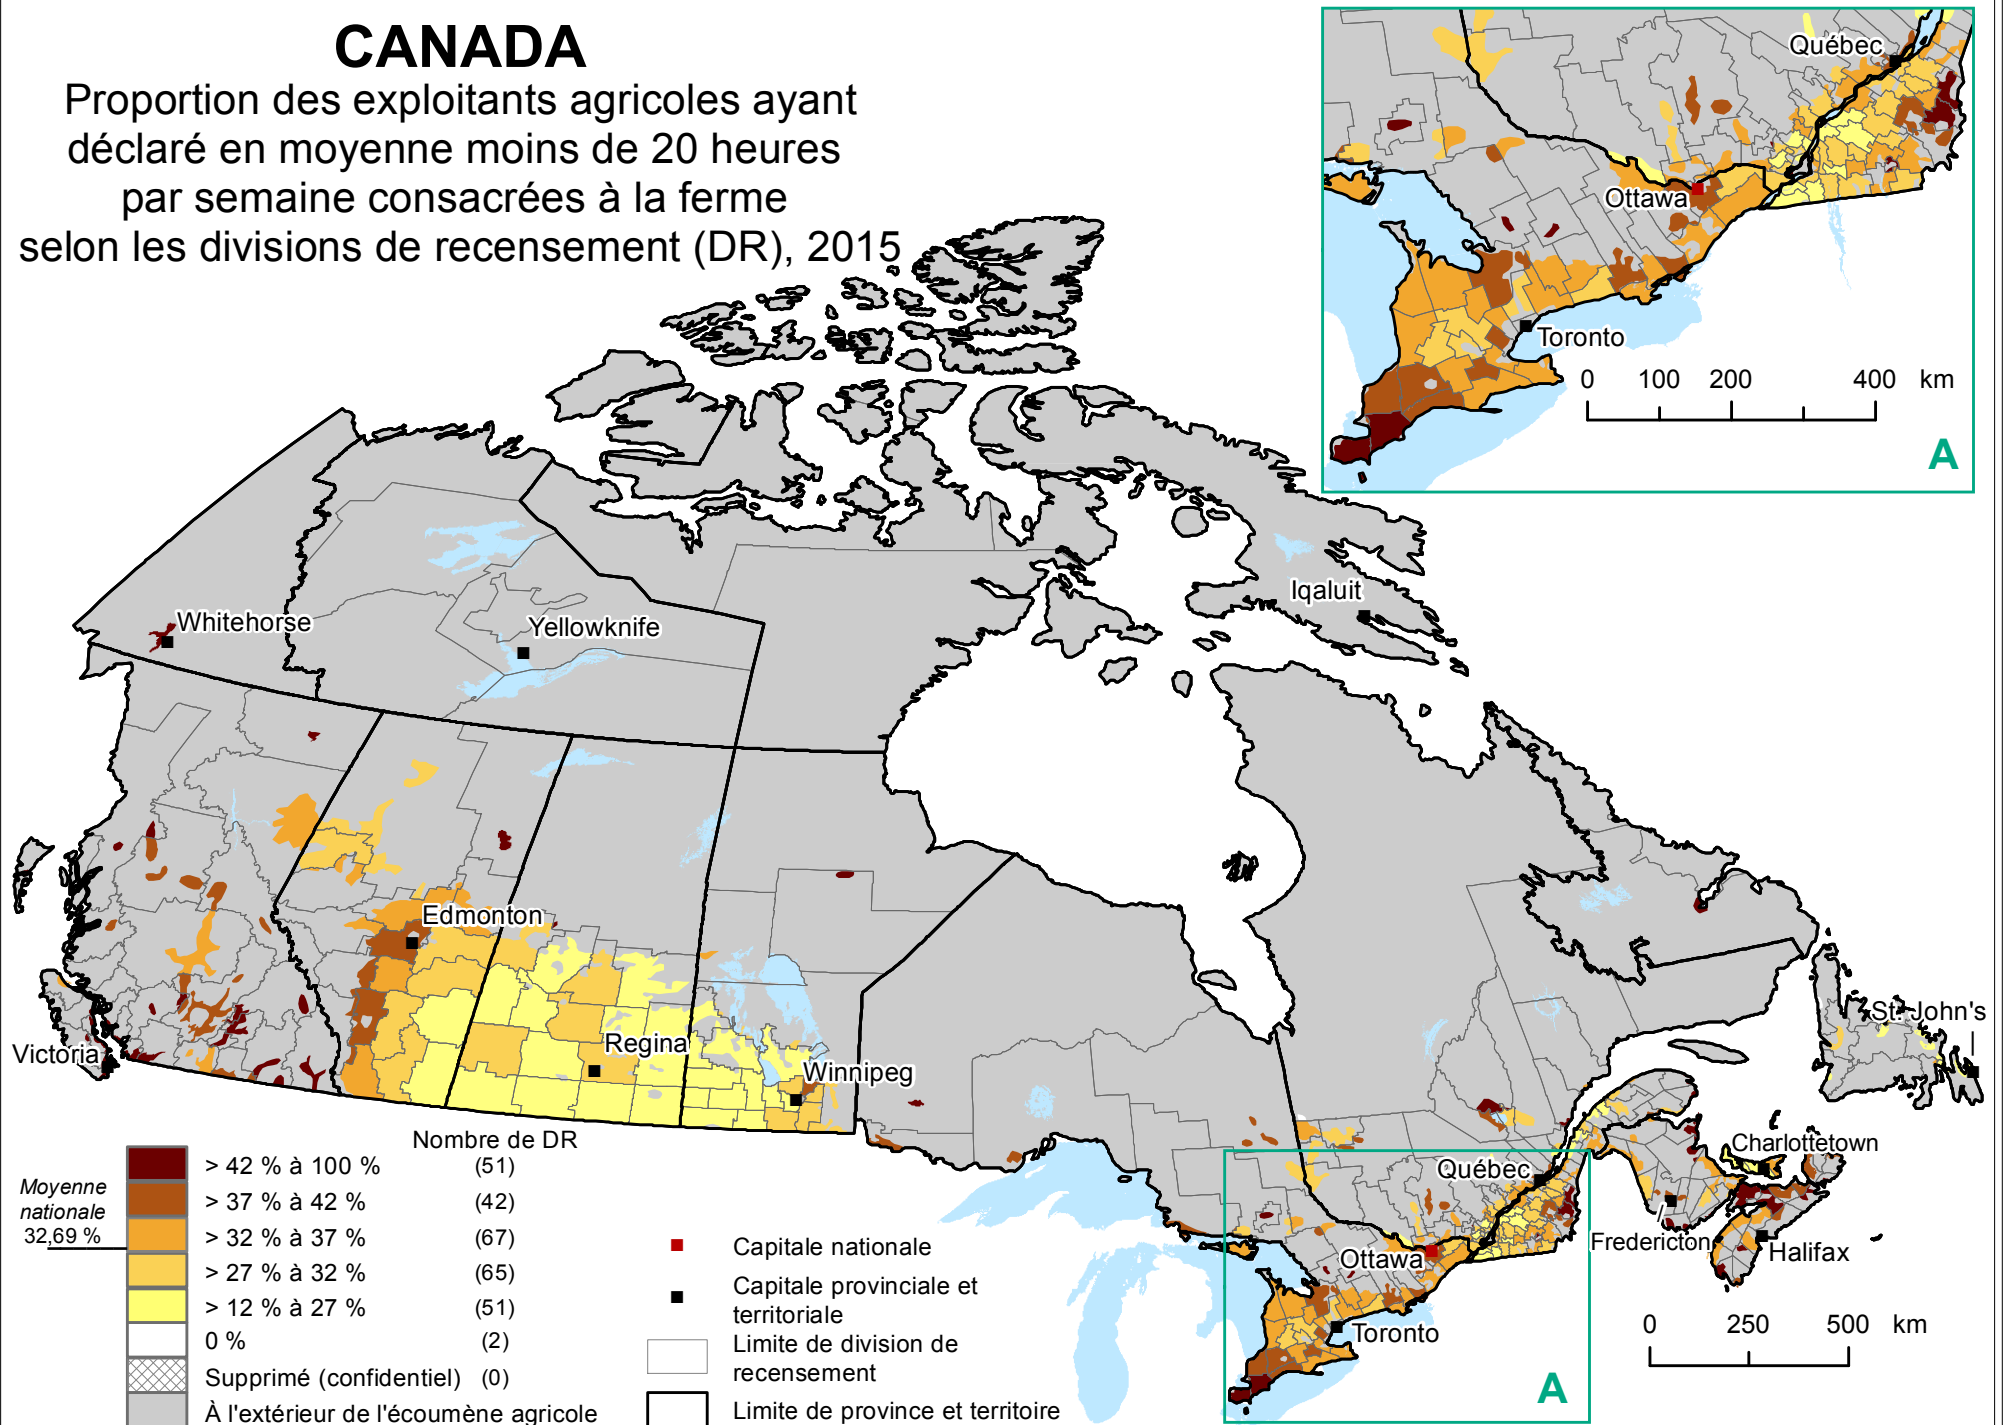 CANADA
Proportion des exploitants agricoles ayant
déclaré en moyenne moins de 20 heures
par semaine consacrées à la ferme
selon les divisions de recensement (DR), 2015
Québec
Ottawa
Toronto
0 100 200 400 km
A
Whitehorse
Yellowknife
Iqaluit
Edmonton
Victoria
Regina
Winnipeg
St. John's
Charlottetown
Québec
Fredericton
Halifax
Ottawa
Toronto
A
0 250 500 km
Nombre de DR
Moyenne
nationale
32,69 %
> 42 % à 100 % (51)
> 37 % à 42 % (42)
> 32 % à 37 % (67)
> 27 % à 32 % (65)
> 12 % à 27 % (51)
0 % (2)
Supprimé (confidentiel) (0)
À l'extérieur de l'écoumène agricole
Capitale nationale
Capitale provinciale et
territoriale
Limite de division de
recensement
Limite de province et territoire